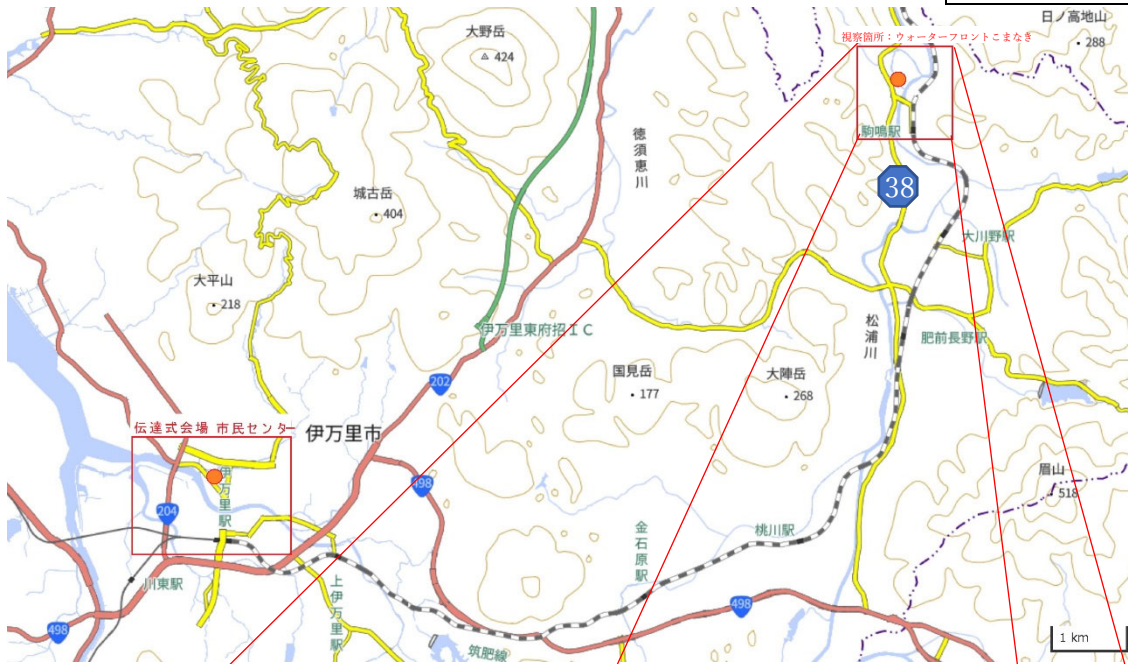 日ノ高地山
・288
視察箇所：ウォーターフロントこまなき
大野岳
424
徳須恵川
駒鳴駅
38
城古岳
・404
大川野駅
大平山
・218
伊万里東府招ＩＣ
松浦川
肥前長野駅
202
国見岳
・177
大陣岳
・268
伝達式会場 市民センター
伊万里市
眉山
518
伊万里駅
498
204
金石原駅
桃川駅
川東駅
上伊万里駅
498
498
筑肥線
1 km